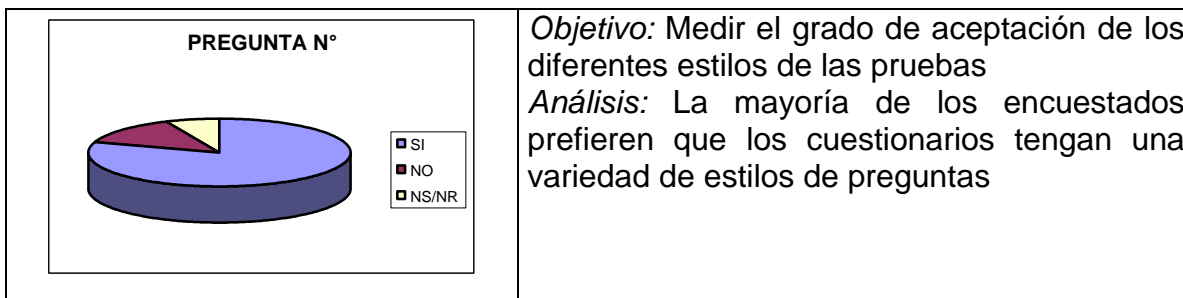 PREGUNTA N°
SI
NO
NS/NR
Objetivo: Medir el grado de aceptación de los
diferentes estilos de las pruebas
Análisis: La mayoría de los encuestados
prefieren que los cuestionarios tengan una
variedad de estilos de preguntas